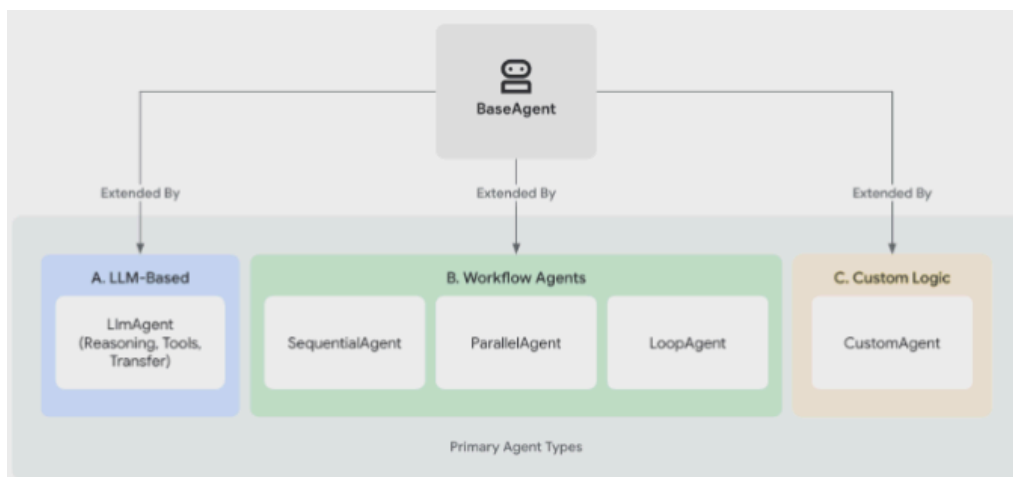 BaseAgent
Extended By
Extended By
Extended By
A. LLM-Based
B. Workflow Agents
C. Custom Logic
LlmAgent
(Reasoning, Tools,
Transfer)
SequentialAgent
ParallelAgent
LoopAgent
CustomAgent
Primary Agent Types